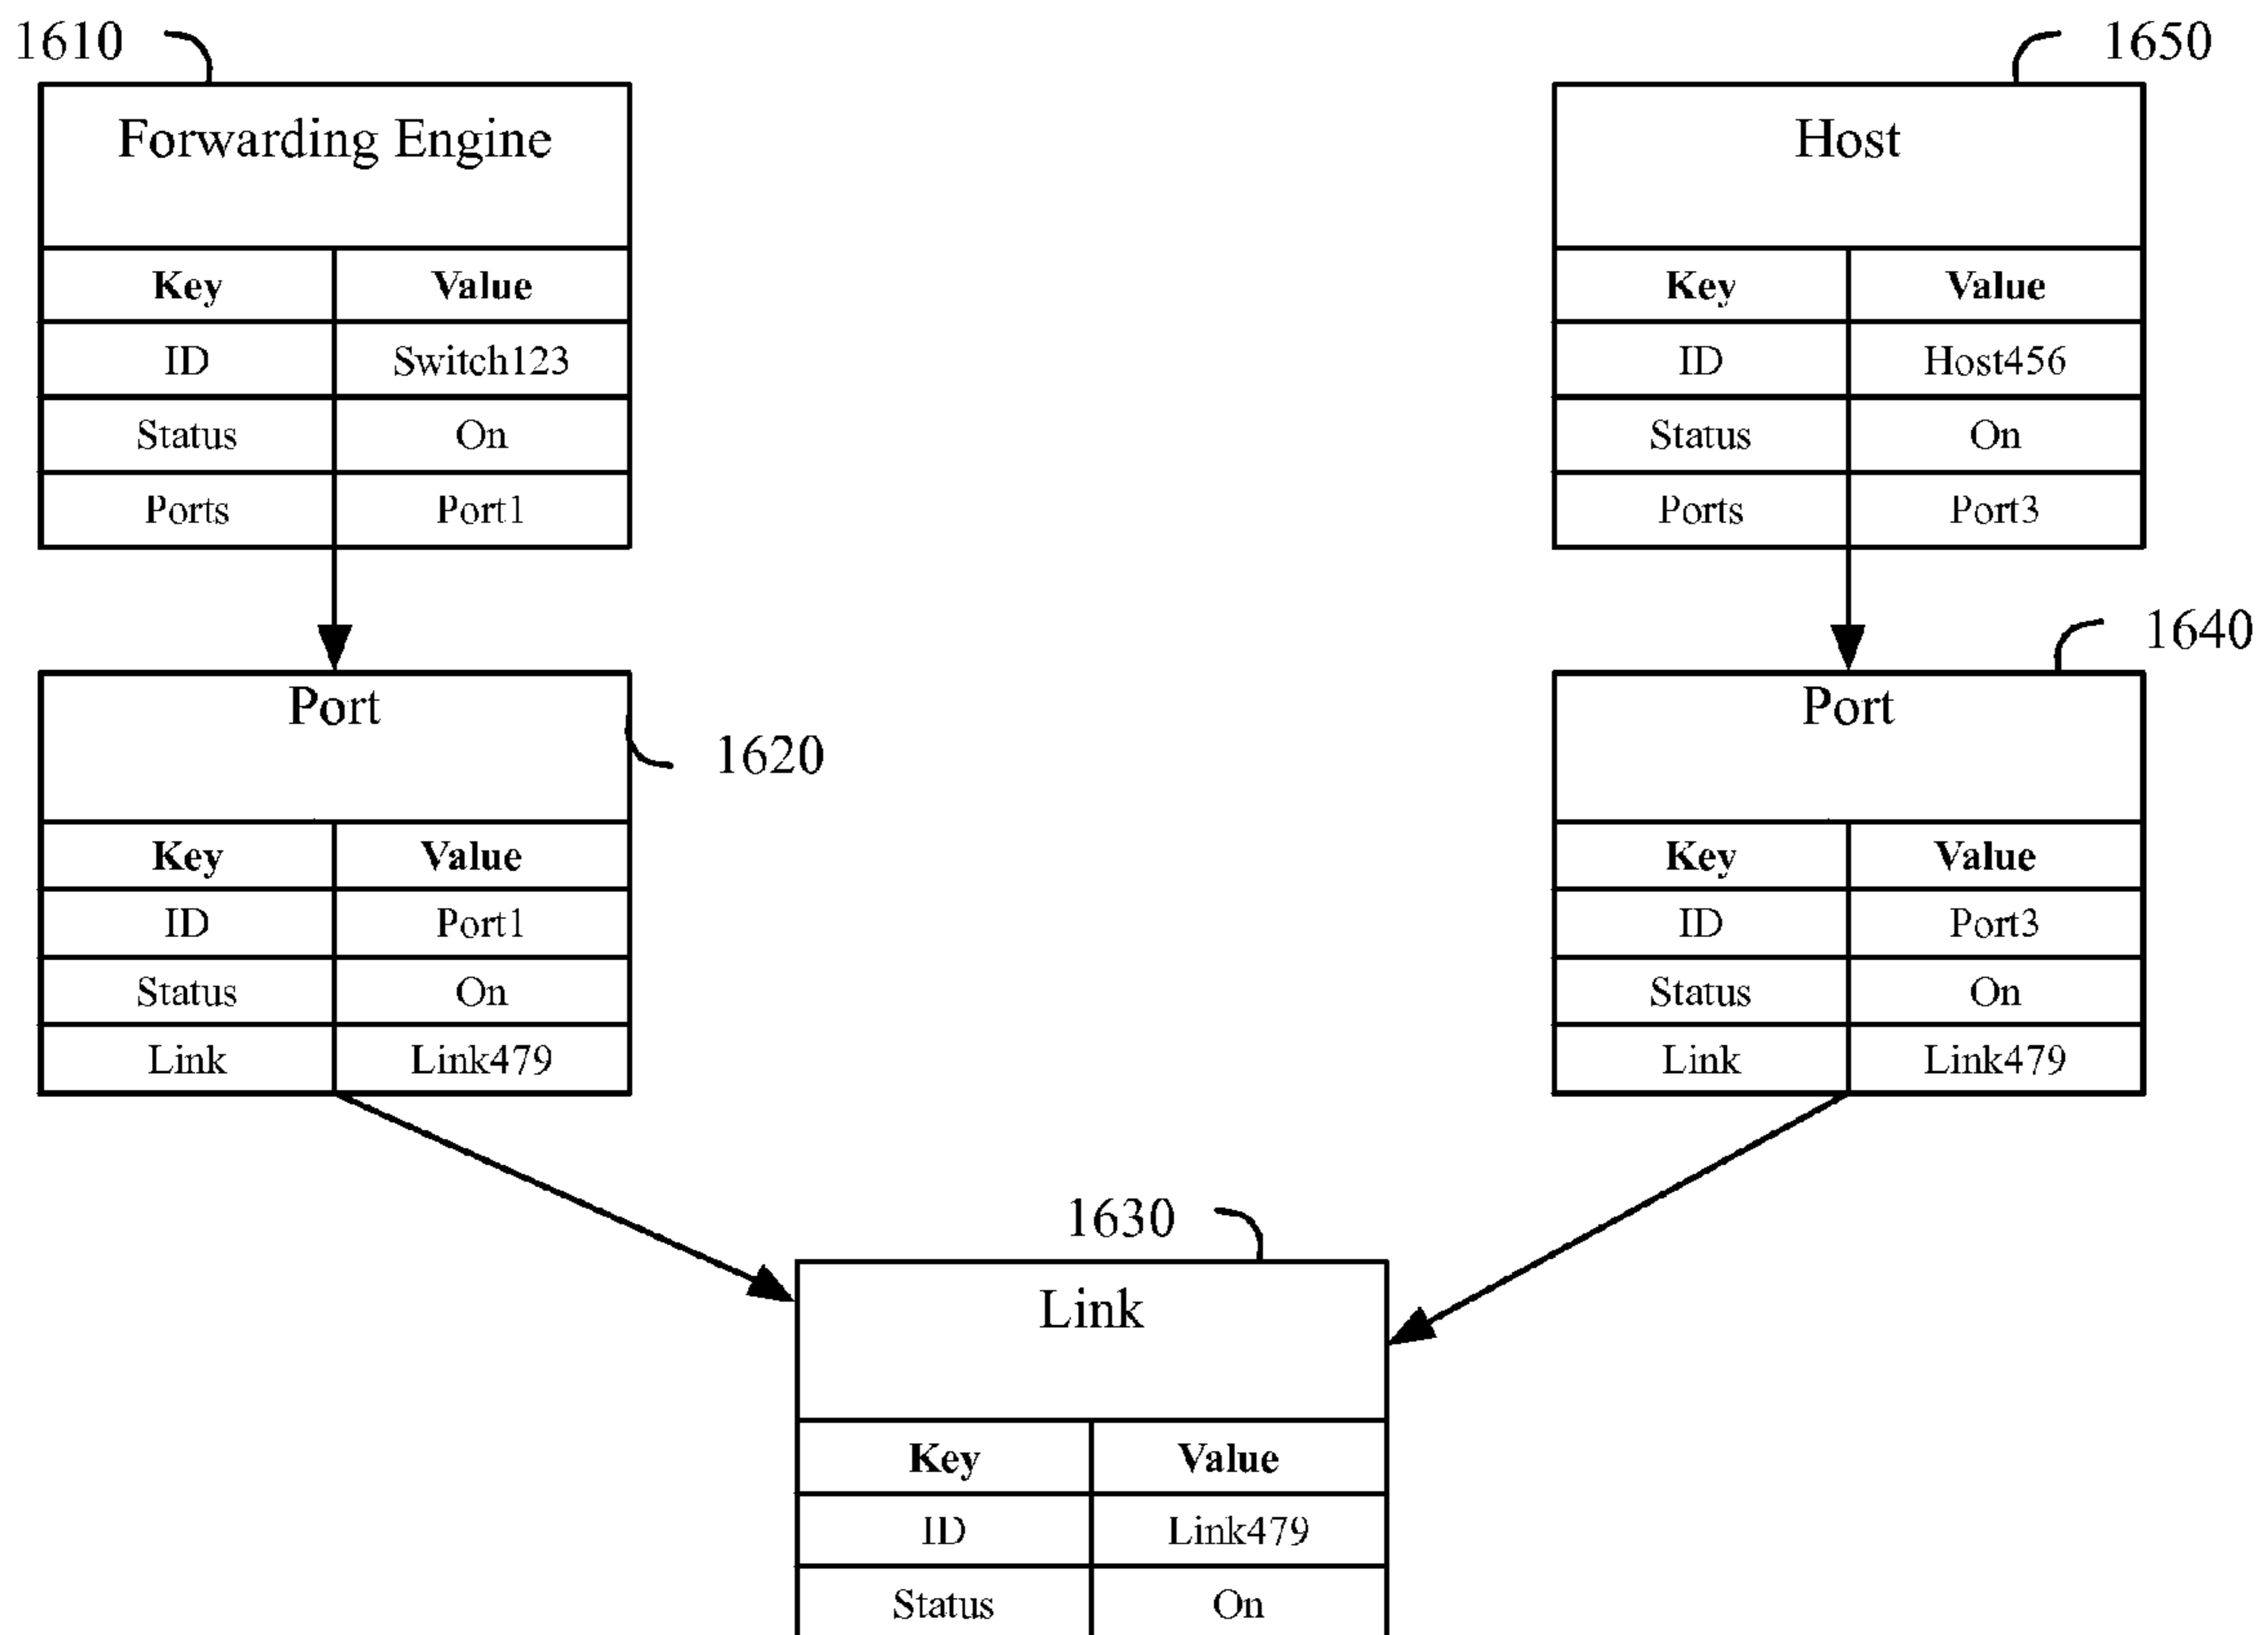 1610
1650
Forwarding Engine
Host
Key Value
Key Value
ID Switch123
ID Host456
Status On
Status On
Ports Port1
Ports Port3
1640
Port
Port
1620
Key Value
Key Value
ID Port1
ID Port3
Status On
Status On
Link Link479
Link Link479
1630
Link
Key Value
ID Link479
Status On